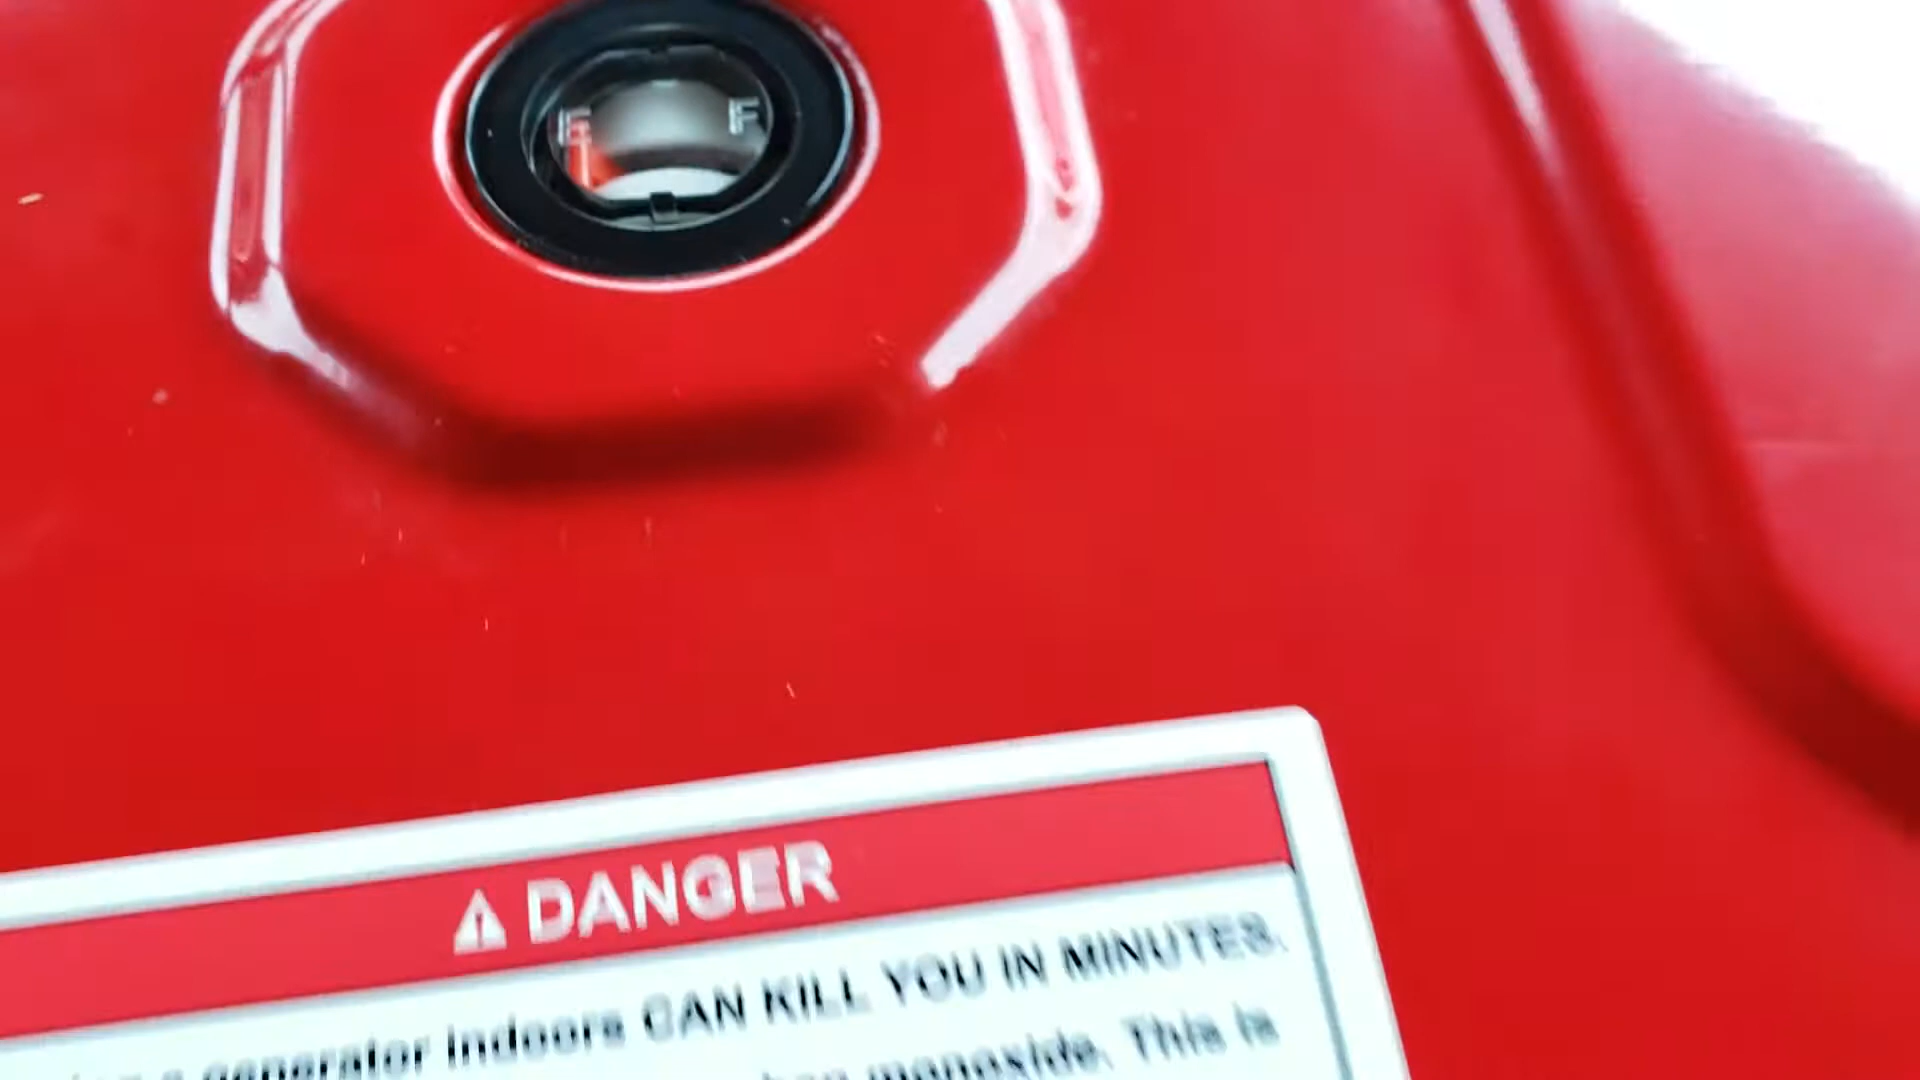 E F
DANGER
generator indoors CAN KILL YOU IN MINUTES.
monoxide. This is